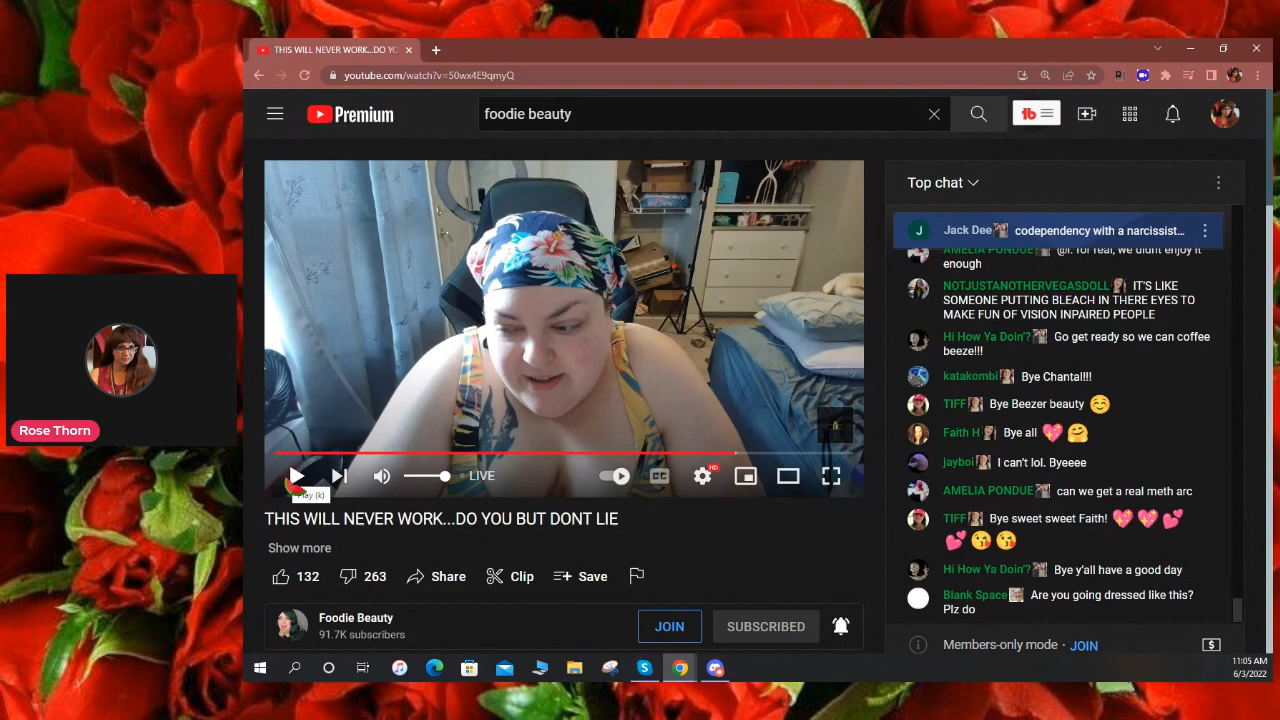 THIS WILL NEVER WORK...DO YO
youtube.com/watch?v=50wx4E9qmyQ
Premium
foodie beauty
tb
Top chat
J
Jack Dee codependency with a narcissist...
AMELIA PONDUE @i. for real, we didnt enjoy it
enough
NOTJUSTANOTHERVEGASDOLL IT'S LIKE
SOMEONE PUTTING BLEACH IN THERE EYES TO
MAKE FUN OF VISION INPAIRED PEOPLE
Hi How Ya Doin'? Go get ready so we can coffee
beeze!!!
katakombi Bye Chantal!!!
TIFF Bye Beezer beauty ☺️
Faith H Bye all 💖 🤗
jayboi I can't lol. Byeeee
AMELIA PONDUE can we get a real meth arc
TIFF Bye sweet sweet Faith! 💖 💖 💕
💕 😘 😘
Hi How Ya Doin'? Bye y'all have a good day
Blank Space Are you going dressed like this?
Plz do
Members-only mode · JOIN
$
Rose Thorn
LIVE
CC
HD
Play (k)
THIS WILL NEVER WORK...DO YOU BUT DONT LIE
Show more
132
263
Share
Clip
Save
Foodie Beauty
91.7K subscribers
JOIN
SUBSCRIBED
11:05 AM
6/3/2022